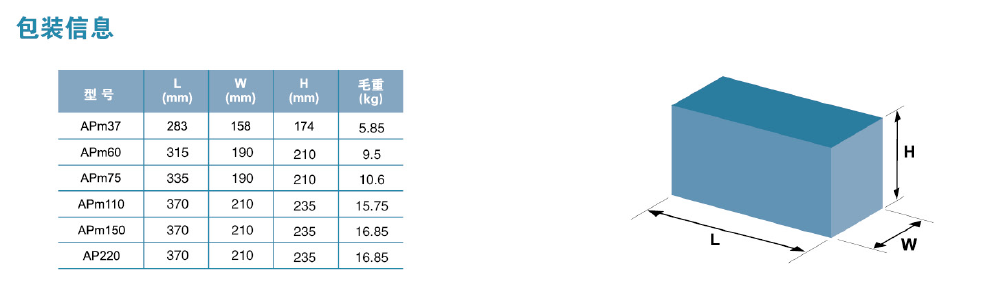 包装信息
型号 L (mm) W (mm) H (mm) 毛重 (kg)
APm37 283 158 174 5.85
APm60 315 190 210 9.5
APm75 335 190 210 10.6
APm110 370 210 235 15.75
APm150 370 210 235 16.85
AP220 370 210 235 16.85
H
L
W